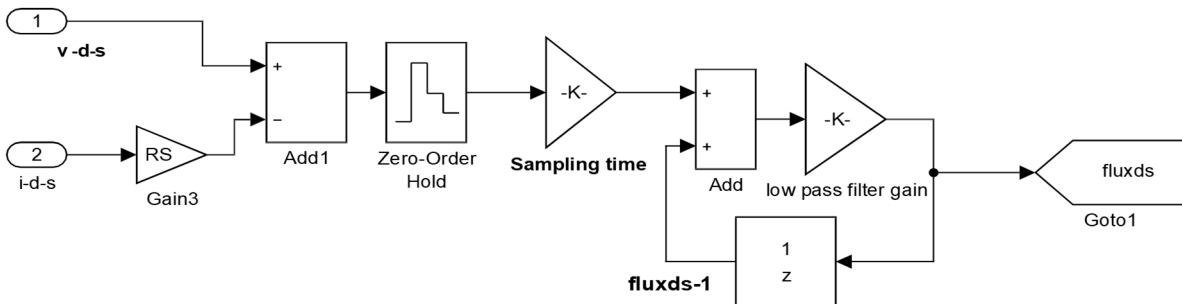 1
v -d-s
2
i-d-s
RS
Gain3
+
−
Add1
Zero-Order
Hold
-K-
Sampling time
+
+
Add
-K-
low pass filter gain
1
z
fluxds-1
fluxds
Goto1